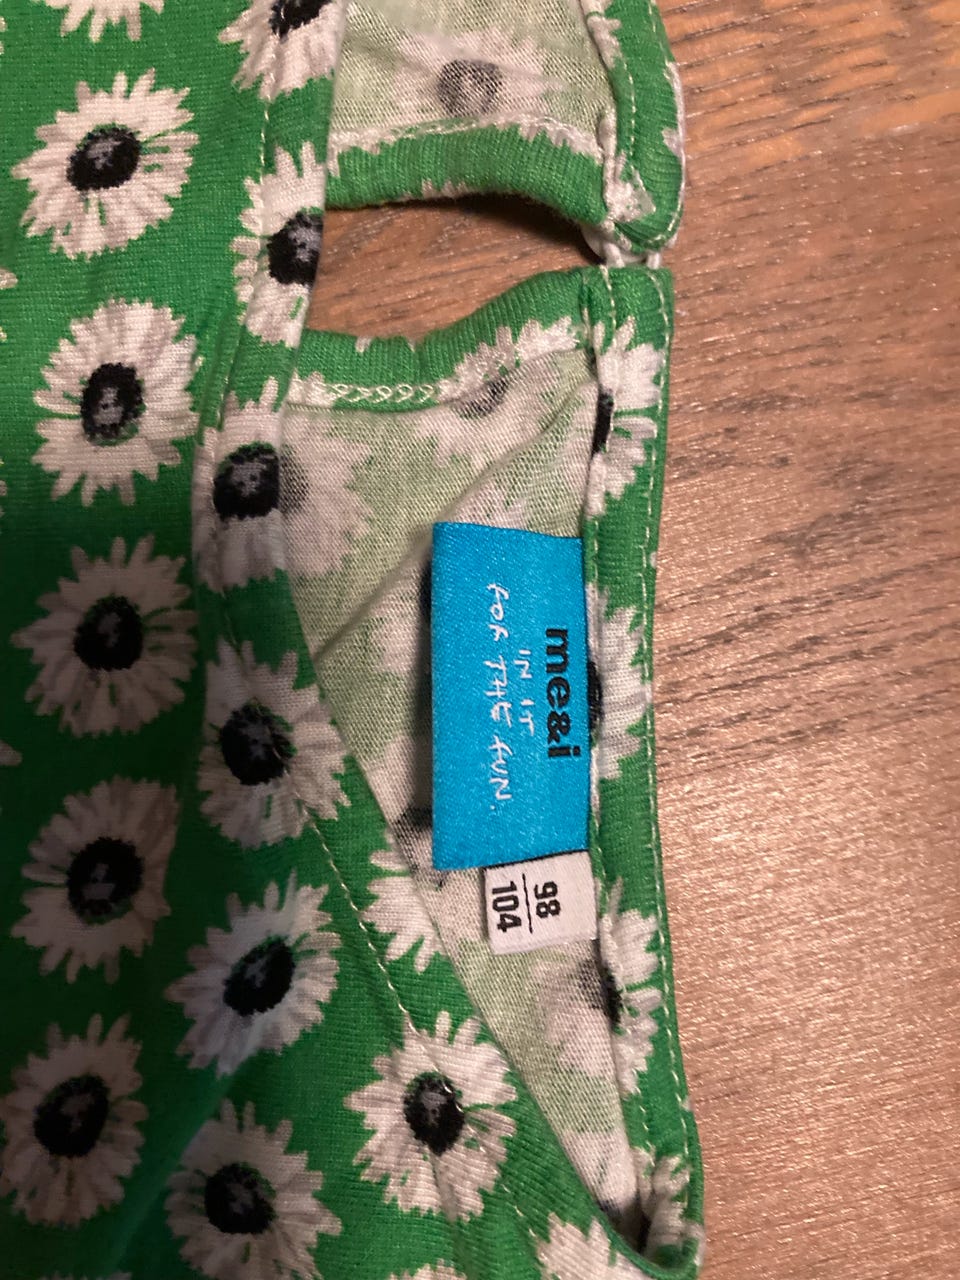 me&i
IN IT
FOR THE FUN.
98
104